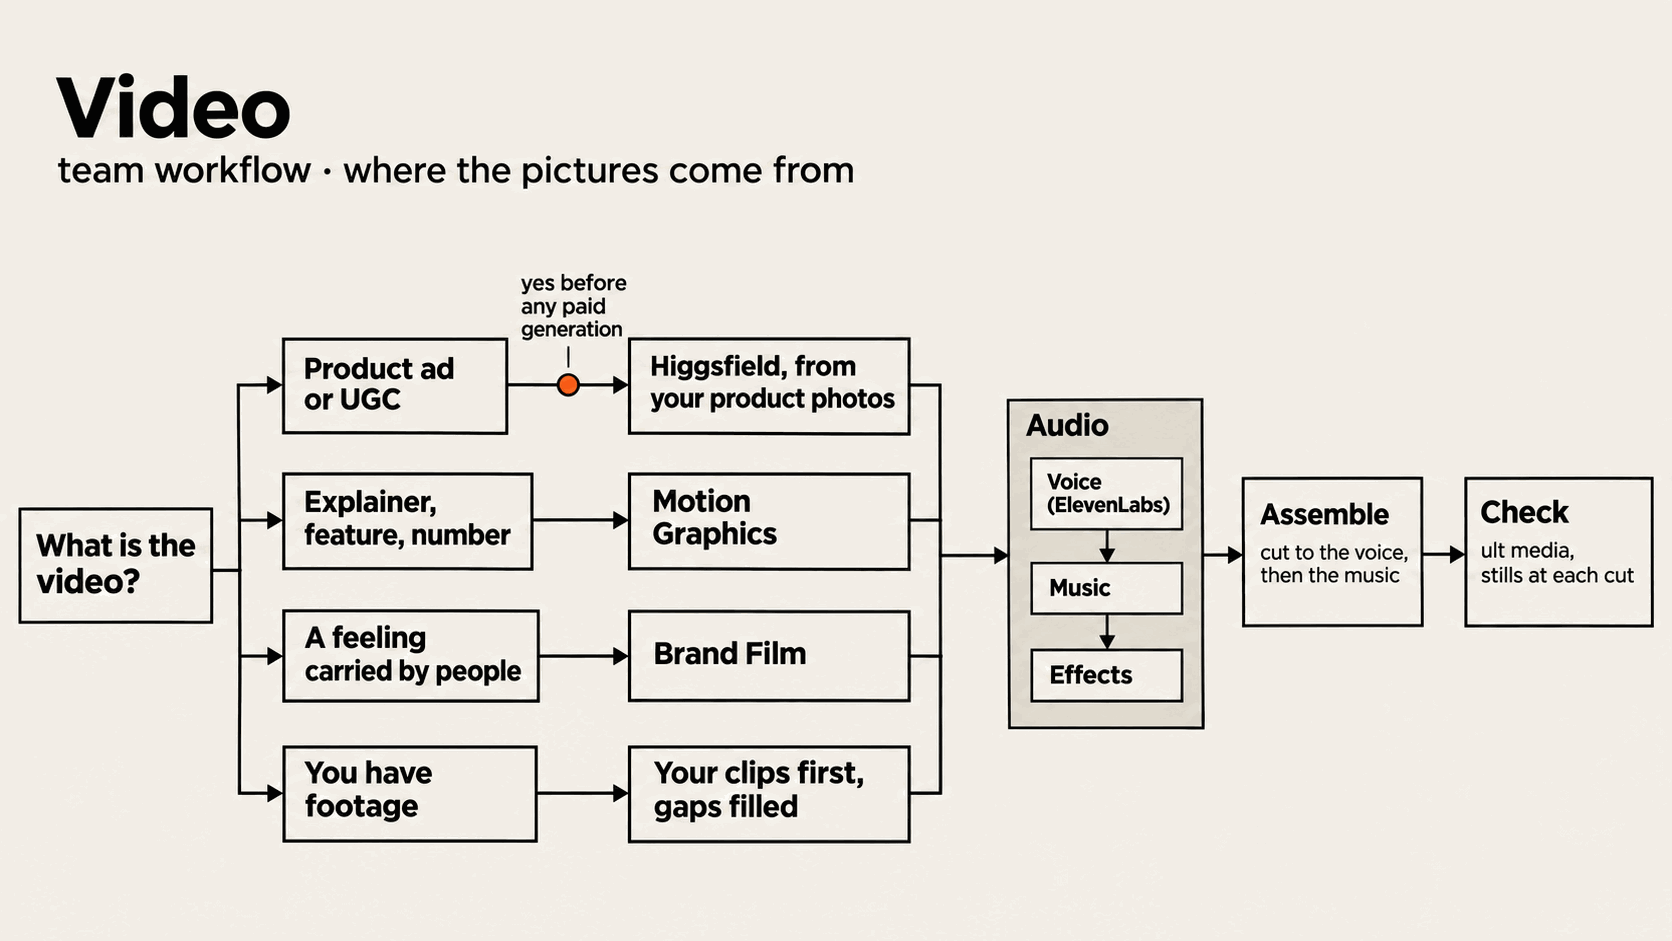 Video
team workflow · where the pictures come from
yes before
any paid
generation
Product ad
or UGC
Higgsfield, from
your product photos
Explainer,
feature, number
Motion
Graphics
What is the
video?
A feeling
carried by people
Brand Film
You have
footage
Your clips first,
gaps filled
Audio
Voice
(ElevenLabs)
Music
Effects
Assemble
cut to the voice,
then the music
Check
ult media,
stills at each cut